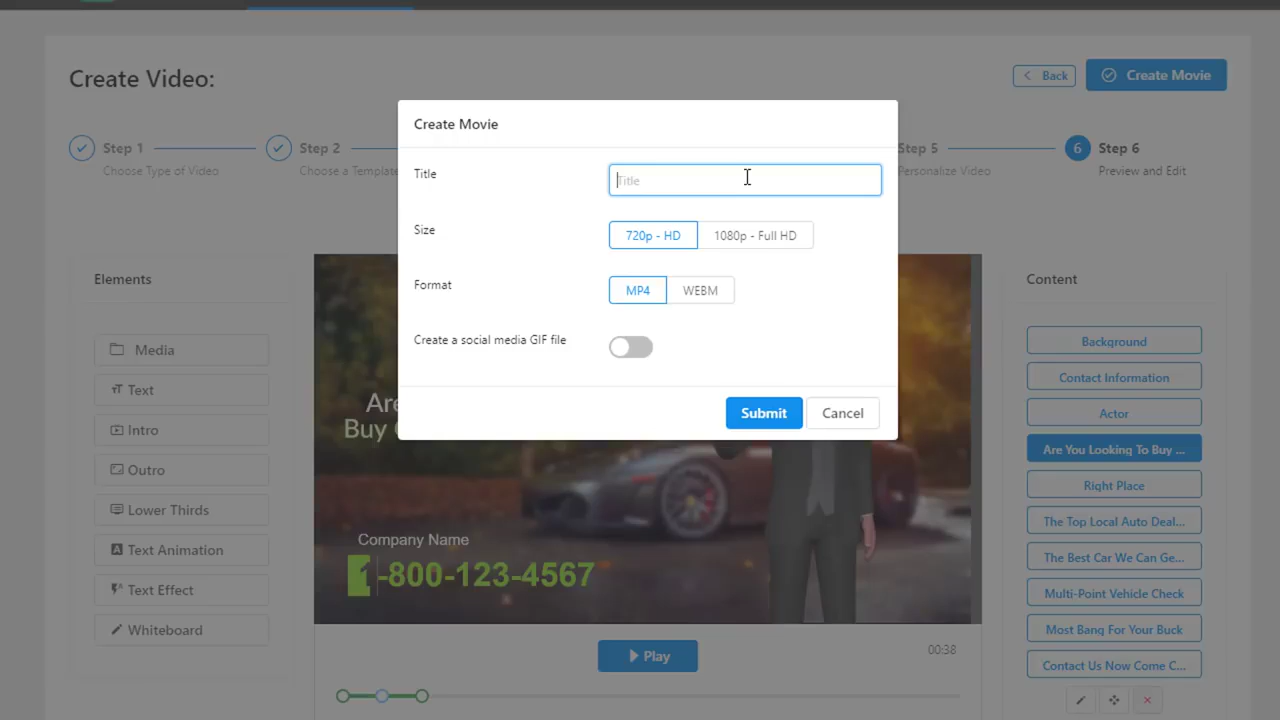 Create Video:
Back
Create Movie
Step 1
Choose Type of Video
Step 2
Choose a Template
Step 5
Personalize Video
6
Step 6
Preview and Edit
Create Movie
Title
Title
Size
720p - HD
1080p - Full HD
Format
MP4
WEBM
Create a social media GIF file
Submit
Cancel
Elements
Media
Text
Intro
Outro
Lower Thirds
Text Animation
Text Effect
Whiteboard
Are
Buy
Company Name
1-800-123-4567
Play
00:38
Content
Background
Contact Information
Actor
Are You Looking To Buy ...
Right Place
The Top Local Auto Deal...
The Best Car We Can Ge...
Multi-Point Vehicle Check
Most Bang For Your Buck
Contact Us Now Come C...